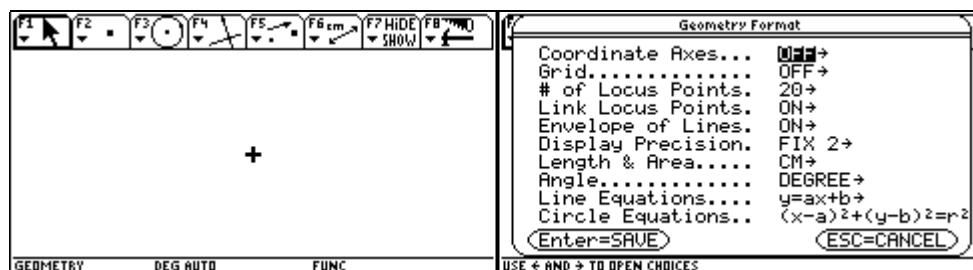 F1 F2 F3 F4 F5 F6 cm F7 HiDE SHOW F8
GEOMETRY DEG AUTO FUNC
Geometry Format
Coordinate Axes... OFF→
Grid.............. OFF→
# of Locus Points. 20→
Link Locus Points. ON→
Envelope of Lines. ON→
Display Precision. FIX 2→
Length & Area..... CM→
Angle............. DEGREE→
Line Equations.... y=ax+b→
Circle Equations.. (x-a)²+(y-b)²=r²
Enter=SAVE ESC=CANCEL
USE ← AND → TO OPEN CHOICES